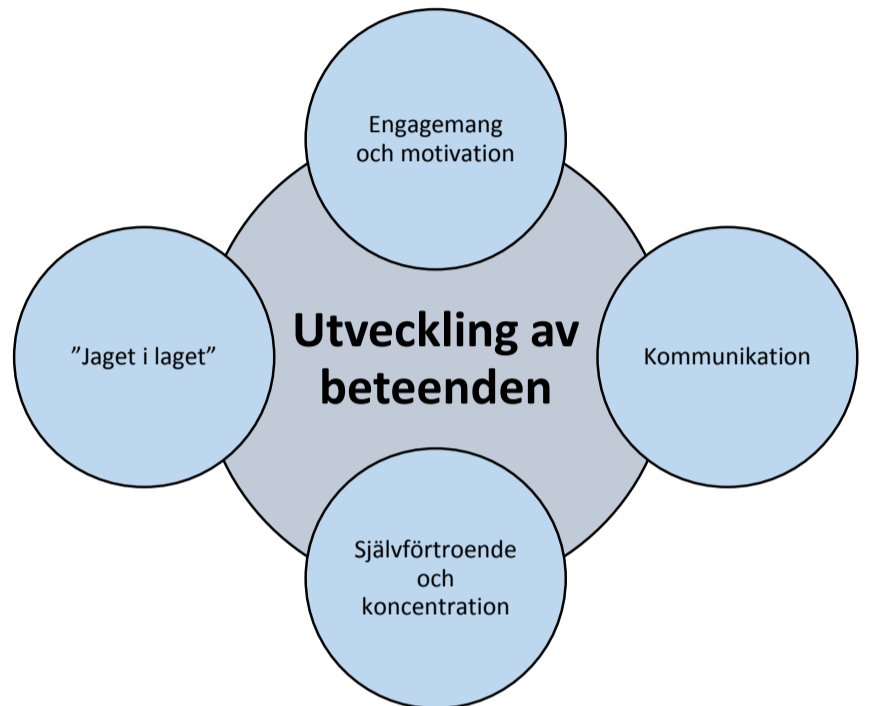 Engagemang
och motivation
”Jaget i laget”
Utveckling av
beteenden
Kommunikation
Självförtroende
och
koncentration